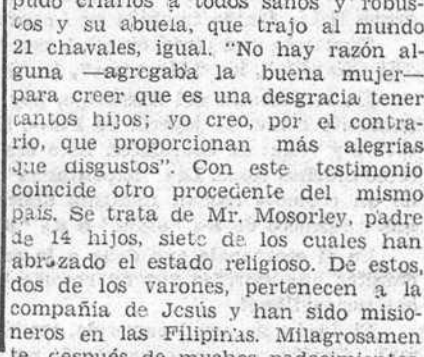 pudo criarlos a todos sanos y robus-
tos y su abuela, que trajo al mundo
21 chavales, igual. "No hay razón al-
guna —agregaba la buena mujer—
para creer que es una desgracia tener
tantos hijos; yo creo, por el contra-
rio, que proporcionan más alegrías
que disgustos". Con este testimonio
coincide otro procedente del mismo
país. Se trata de Mr. Mosorley, padre
de 14 hijos, siete de los cuales han
abrazado el estado religioso. De estos,
dos de los varones, pertenecen a la
compañía de Jesús y han sido misio-
neros en las Filipinas. Milagrosamen
te, después de muchos padecimientos,